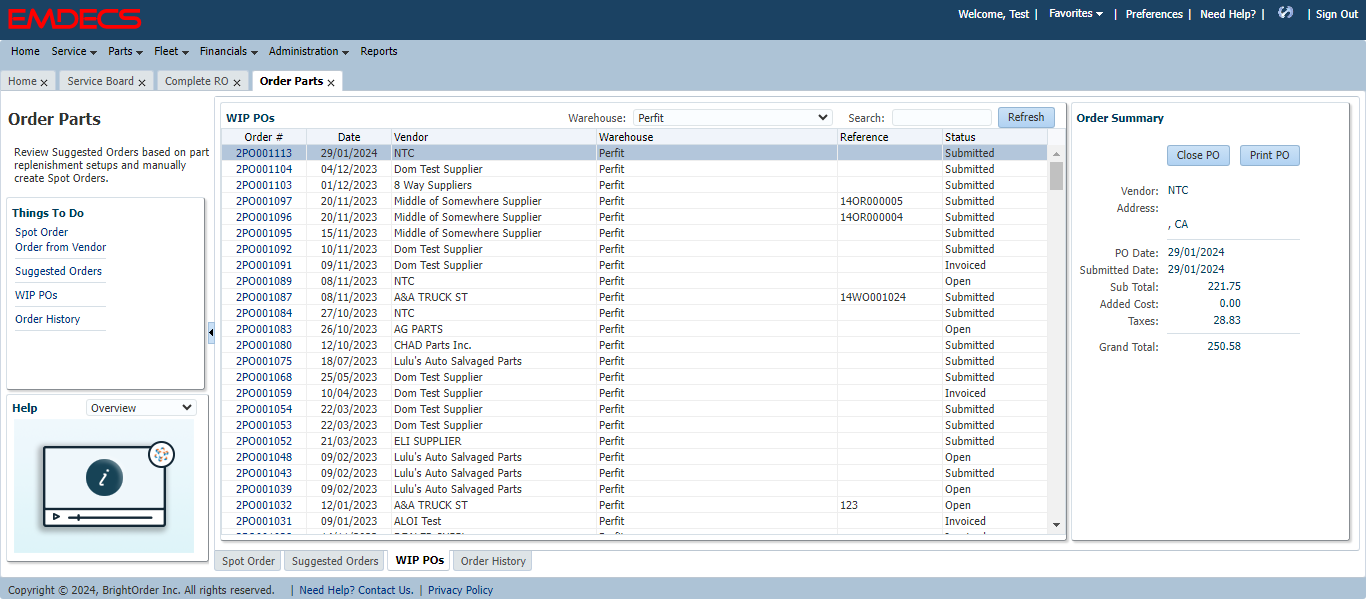 EMDECS
Welcome, Test | Favorites | Preferences | Need Help? | | Sign Out
Home Service Parts Fleet Financials Administration Reports
Home x Service Board x Complete RO x Order Parts x
Order Parts
Review Suggested Orders based on part
replenishment setups and manually
create Spot Orders.
Things To Do
Spot Order
Order from Vendor
Suggested Orders
WIP POs
Order History
Help Overview
i
WIP POs Warehouse: Perfit Search: Refresh
Order # Date Vendor Warehouse Reference Status
2PO001113 29/01/2024 NTC Perfit Submitted
2PO001104 04/12/2023 Dom Test Supplier Perfit Submitted
2PO001103 01/12/2023 8 Way Suppliers Perfit Submitted
2PO001097 20/11/2023 Middle of Somewhere Supplier Perfit 14OR000005 Submitted
2PO001096 20/11/2023 Middle of Somewhere Supplier Perfit 14OR000004 Submitted
2PO001095 15/11/2023 Middle of Somewhere Supplier Perfit Submitted
2PO001092 10/11/2023 Dom Test Supplier Perfit Submitted
2PO001091 09/11/2023 Dom Test Supplier Perfit Invoiced
2PO001089 08/11/2023 NTC Perfit Open
2PO001087 08/11/2023 A&A TRUCK ST Perfit 14WO001024 Submitted
2PO001084 27/10/2023 NTC Perfit Submitted
2PO001083 26/10/2023 AG PARTS Perfit Open
2PO001080 12/10/2023 CHAD Parts Inc. Perfit Submitted
2PO001075 18/07/2023 Lulu's Auto Salvaged Parts Perfit Submitted
2PO001068 25/05/2023 Dom Test Supplier Perfit Submitted
2PO001059 10/04/2023 Dom Test Supplier Perfit Invoiced
2PO001054 22/03/2023 Dom Test Supplier Perfit Submitted
2PO001053 22/03/2023 Dom Test Supplier Perfit Submitted
2PO001052 21/03/2023 ELI SUPPLIER Perfit Submitted
2PO001048 09/02/2023 Lulu's Auto Salvaged Parts Perfit Open
2PO001043 09/02/2023 Lulu's Auto Salvaged Parts Perfit Submitted
2PO001039 09/02/2023 Lulu's Auto Salvaged Parts Perfit Open
2PO001032 12/01/2023 A&A TRUCK ST Perfit 123 Open
2PO001031 09/01/2023 ALOI Test Perfit Invoiced
Order Summary
Close PO Print PO
Vendor: NTC
Address:
, CA
PO Date: 29/01/2024
Submitted Date: 29/01/2024
Sub Total: 221.75
Added Cost: 0.00
Taxes: 28.83
Grand Total: 250.58
Spot Order Suggested Orders WIP POs Order History
Copyright © 2024, BrightOrder Inc. All rights reserved. | Need Help? Contact Us. | Privacy Policy